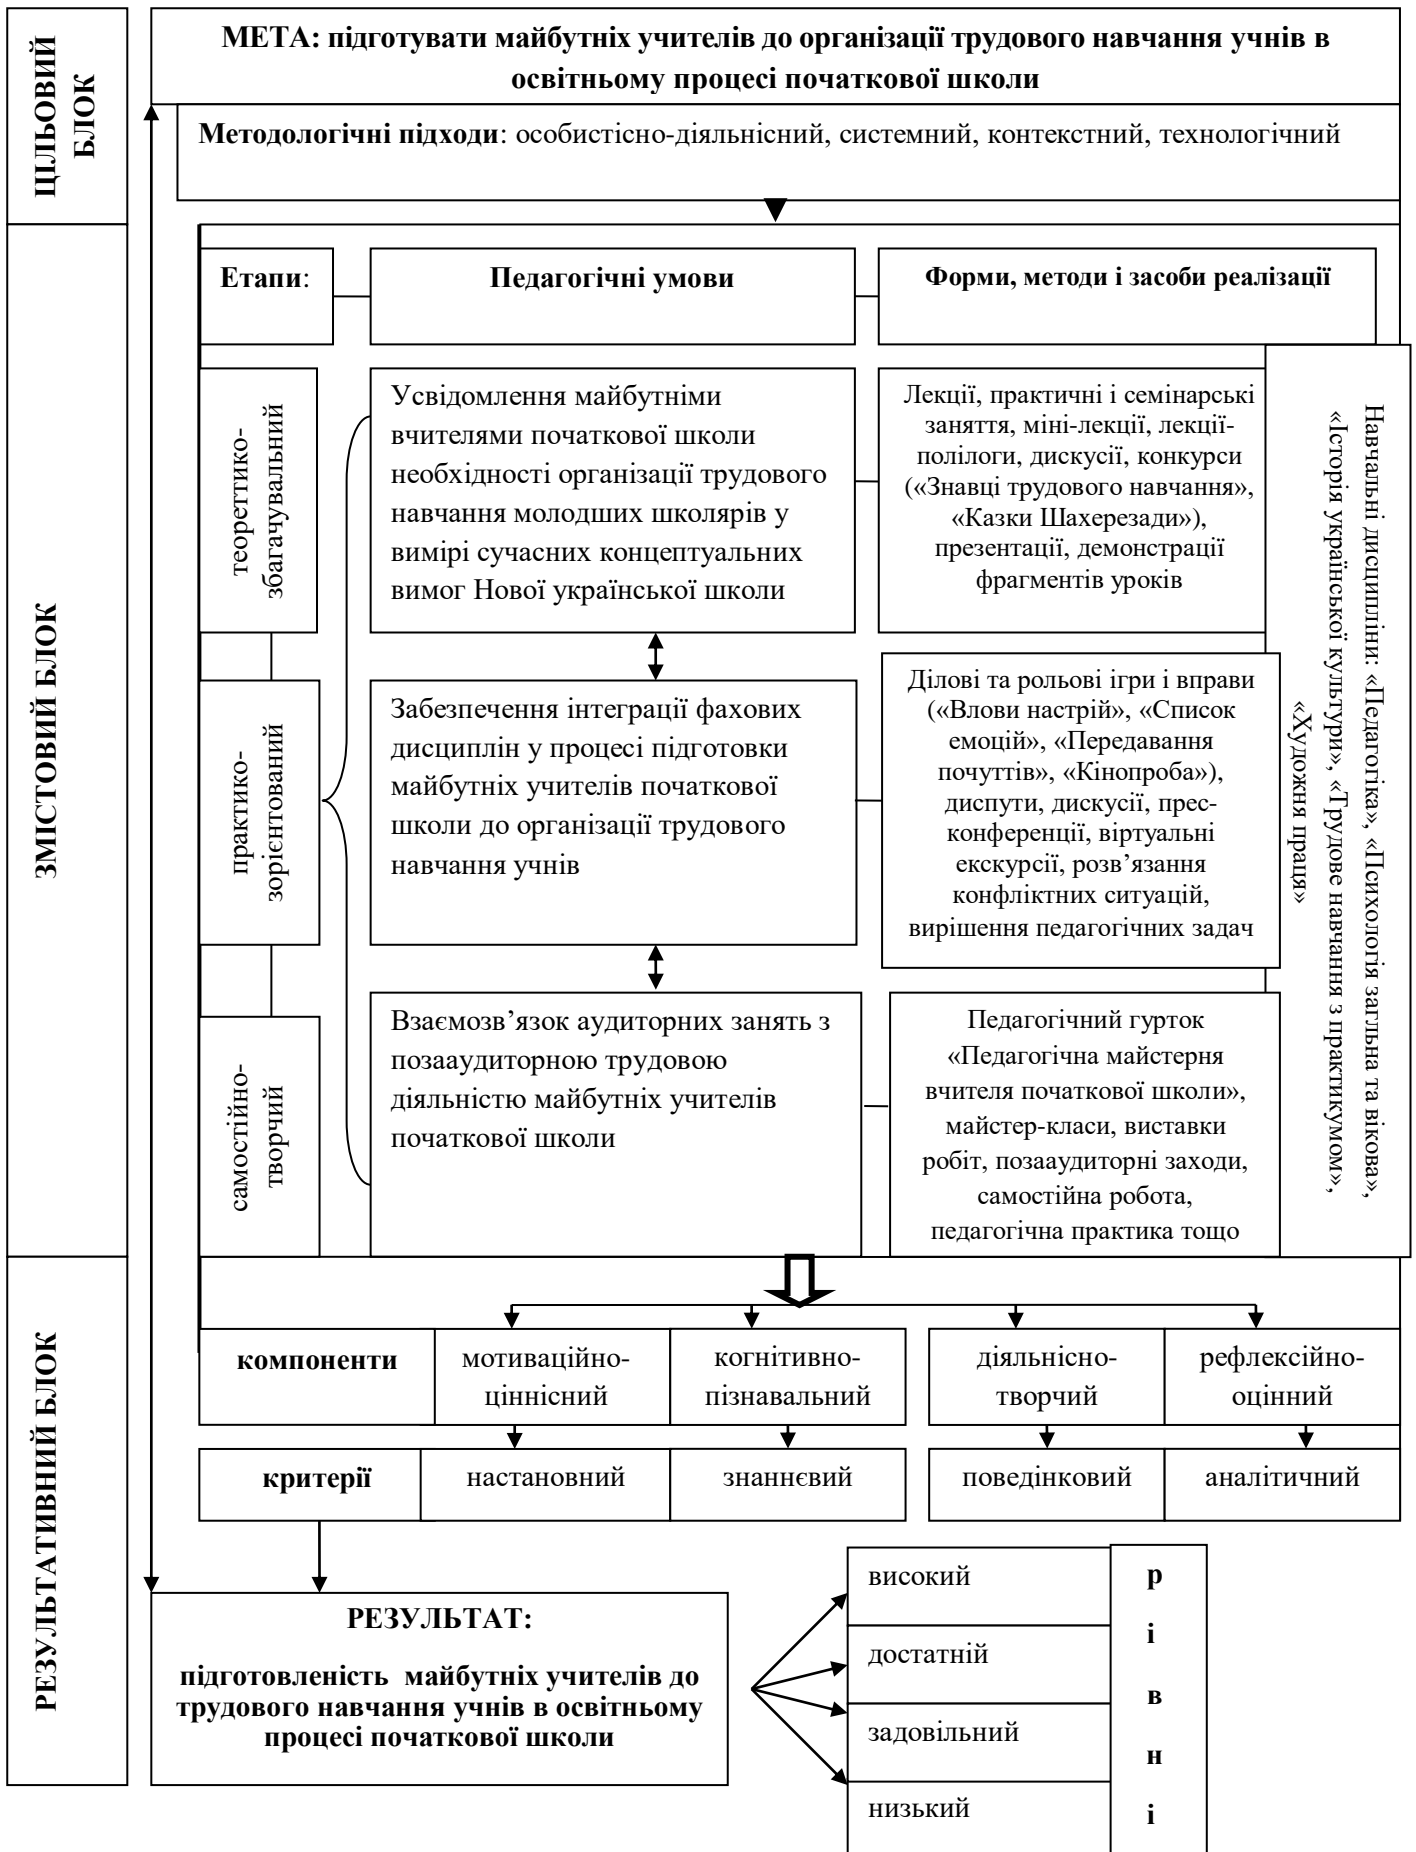 ЦІЛЬОВИЙ
БЛОК
МЕТА: підготувати майбутніх учителів до організації трудового навчання учнів в
освітньому процесі початкової школи
Методологічні підходи: особистісно-діяльнісний, системний, контекстний, технологічний
ЗМІСТОВИЙ БЛОК
Етапи:
Педагогічні умови
Форми, методи і засоби реалізації
теореттико-
збагачувальний
Усвідомлення майбутніми
вчителями початкової школи
необхідності організації трудового
навчання молодших школярів у
вимірі сучасних концептуальних
вимог Нової української школи
Лекції, практичні і семінарські
заняття, міні-лекції, лекції-
полілоги, дискусії, конкурси
(«Знавці трудового навчання»,
«Казки Шахерезади»),
презентації, демонстрації
фрагментів уроків
практико-
зорієнтований
Забезпечення інтеграції фахових
дисциплін у процесі підготовки
майбутніх учителів початкової
школи до організації трудового
навчання учнів
Ділові та рольові ігри і вправи
(«Влови настрій», «Список
емоцій», «Передавання
почуттів», «Кінопроба»),
диспути, дискусії, прес-
конференції, віртуальні
екскурсії, розв’язання
конфліктних ситуацій,
вирішення педагогічних задач
самостійно-
творчий
Взаємозв’язок аудиторних занять з
позааудиторною трудовою
діяльністю майбутніх учителів
початкової школи
Педагогічний гурток
«Педагогічна майстерня
вчителя початкової школи»,
майстер-класи, виставки
робіт, позааудиторні заходи,
самостійна робота,
педагогічна практика тощо
Навчальні дисципліни: «Педагогіка», «Психологія загльна та вікова»,
«Історія української культури», «Трудове навчання з практикумом»,
«Художня праця»
РЕЗУЛЬТАТИВНИЙ БЛОК
компоненти
мотиваційно-
ціннісний
когнітивно-
пізнавальний
діяльнісно-
творчий
рефлексійно-
оцінний
критерії
настановний
знаннєвий
поведінковий
аналітичний
РЕЗУЛЬТАТ:
підготовленість майбутніх учителів до
трудового навчання учнів в освітньому
процесі початкової школи
високий
достатній
задовільний
низький
р
і
в
н
і